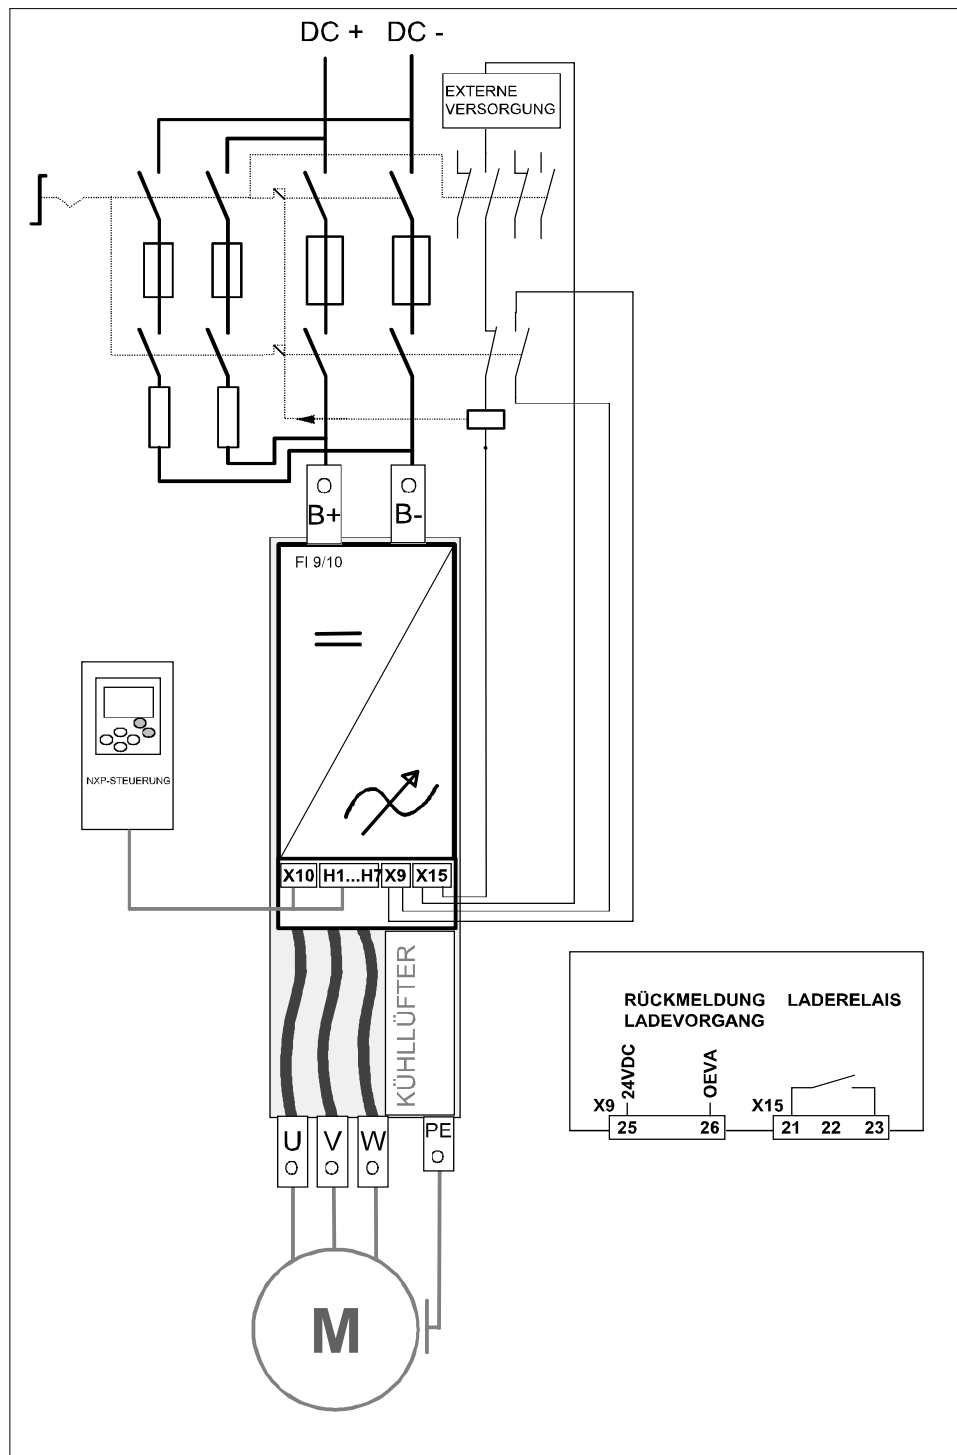 DC + DC -
EXTERNE
VERSORGUNG
B+ B-
FI 9/10
NXP-STEUERUNG
X10 H1...H7 X9 X15
KÜHLLÜFTER
U V W PE
M
RÜCKMELDUNG LADERELAIS
LADEVORGANG
24VDC OEVA
X9 X15
25 26 21 22 23